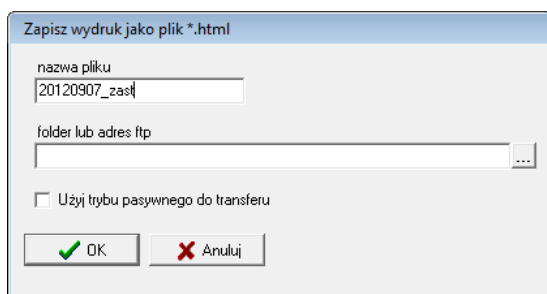 Zapisz wydruk jako plik *.html
nazwa pliku
20120907_zast
folder lub adres ftp
...
Użyj trybu pasywnego do transferu
OK Anuluj